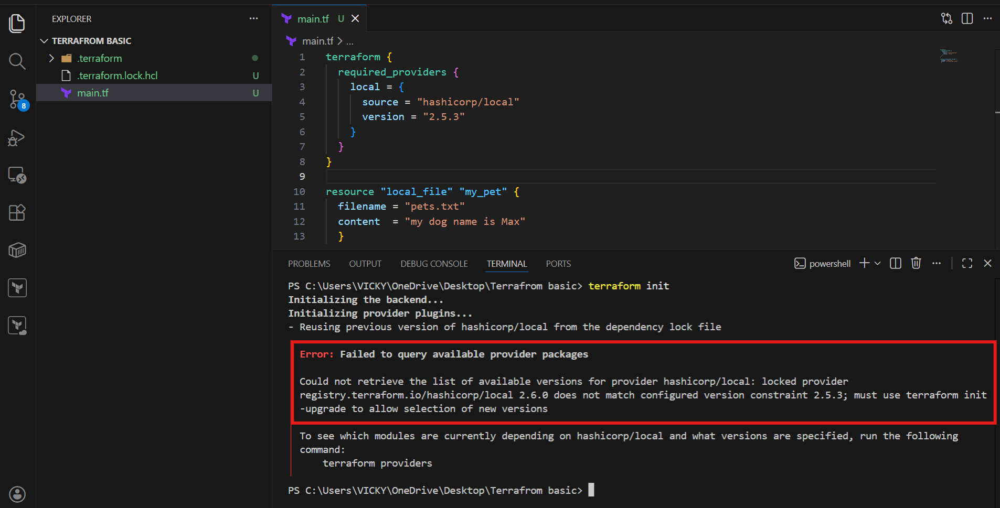 EXPLORER
TERRAFROM BASIC
.terraform
.terraform.lock.hcl U
main.tf U
8
main.tf U
main.tf > ...
1 terraform {
2 required_providers {
3 local = {
4 source = "hashicorp/local"
5 version = "2.5.3"
6 }
7 }
8 }
9
10 resource "local_file" "my_pet" {
11 filename = "pets.txt"
12 content  = "my dog name is Max"
13 }
PROBLEMS OUTPUT DEBUG CONSOLE TERMINAL PORTS powershell
PS C:\Users\VICKY\OneDrive\Desktop\Terrafrom basic> terraform init
Initializing the backend...
Initializing provider plugins...
- Reusing previous version of hashicorp/local from the dependency lock file
Error: Failed to query available provider packages
Could not retrieve the list of available versions for provider hashicorp/local: locked provider
registry.terraform.io/hashicorp/local 2.6.0 does not match configured version constraint 2.5.3; must use terraform init
-upgrade to allow selection of new versions
To see which modules are currently depending on hashicorp/local and what versions are specified, run the following
command:
terraform providers
PS C:\Users\VICKY\OneDrive\Desktop\Terrafrom basic>